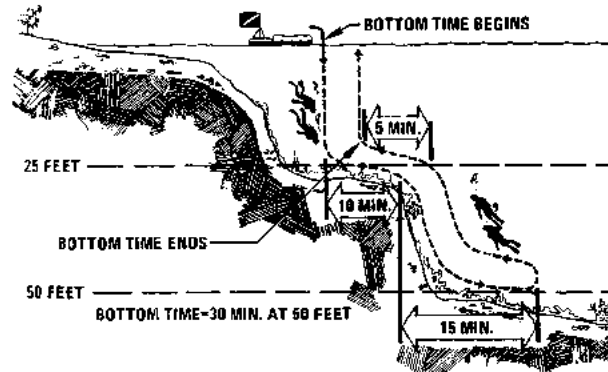 BOTTOM TIME BEGINS
5 MIN.
25 FEET
10 MIN.
BOTTOM TIME ENDS
50 FEET
BOTTOM TIME=30 MIN. AT 50 FEET
15 MIN.